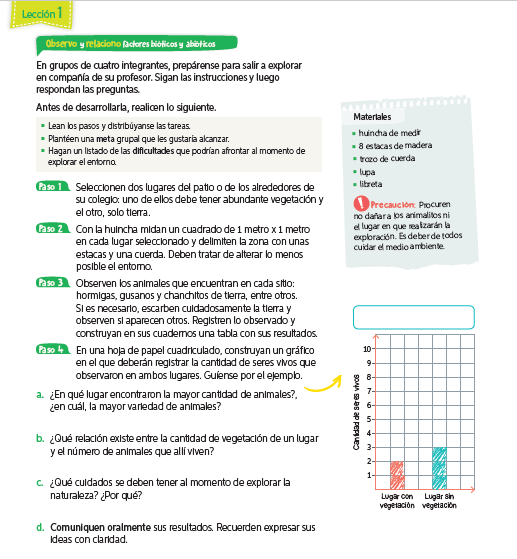 Lección 1
Observo y relaciono factores bióticos y abióticos
En grupos de cuatro integrantes, prepárense para salir a explorar
en compañía de su profesor. Sigan las instrucciones y luego
respondan las preguntas.
Antes de desarrollarla, realicen lo siguiente.
▪ Lean los pasos y distribúyanse las tareas.
▪ Plantéen una meta grupal que les gustaría alcanzar.
▪ Hagan un listado de las dificultades que podrían afrontar al momento de
explorar el entorno.
Paso 1 Seleccionen dos lugares del patio o de los alrededores de
su colegio: uno de ellos debe tener abundante vegetación y
el otro, solo tierra.
Paso 2 Con la huincha midan un cuadrado de 1 metro x 1 metro
en cada lugar seleccionado y delimiten la zona con unas
estacas y una cuerda. Deben tratar de alterar lo menos
posible el entorno.
Paso 3 Observen los animales que encuentran en cada sitio:
hormigas, gusanos y chanchitos de tierra, entre otros.
Si es necesario, escarben cuidadosamente la tierra y
observen si aparecen otros. Registren lo observado y
construyan en sus cuadernos una tabla con sus resultados.
Paso 4 En una hoja de papel cuadriculado, construyan un gráfico
en el que deberán registrar la cantidad de seres vivos que
observaron en ambos lugares. Guíense por el ejemplo.
a. ¿En qué lugar encontraron la mayor cantidad de animales?,
¿en cuál, la mayor variedad de animales?
b. ¿Qué relación existe entre la cantidad de vegetación de un lugar
y el número de animales que allí viven?
c. ¿Qué cuidados se deben tener al momento de explorar la
naturaleza? ¿Por qué?
d. Comuniquen oralmente sus resultados. Recuerden expresar sus
ideas con claridad.
Materiales
▪ huincha de medir
▪ 8 estacas de madera
▪ trozo de cuerda
▪ lupa
▪ libreta
! Precaución: Procuren
no dañar a los animalitos ni
el lugar en que realizarán la
exploración. Es deber de todos
cuidar el medio ambiente.
Cantidad de seres vivos
10
9
8
7
6
5
4
3
2
1
Lugar con vegetación
Lugar sin vegetación